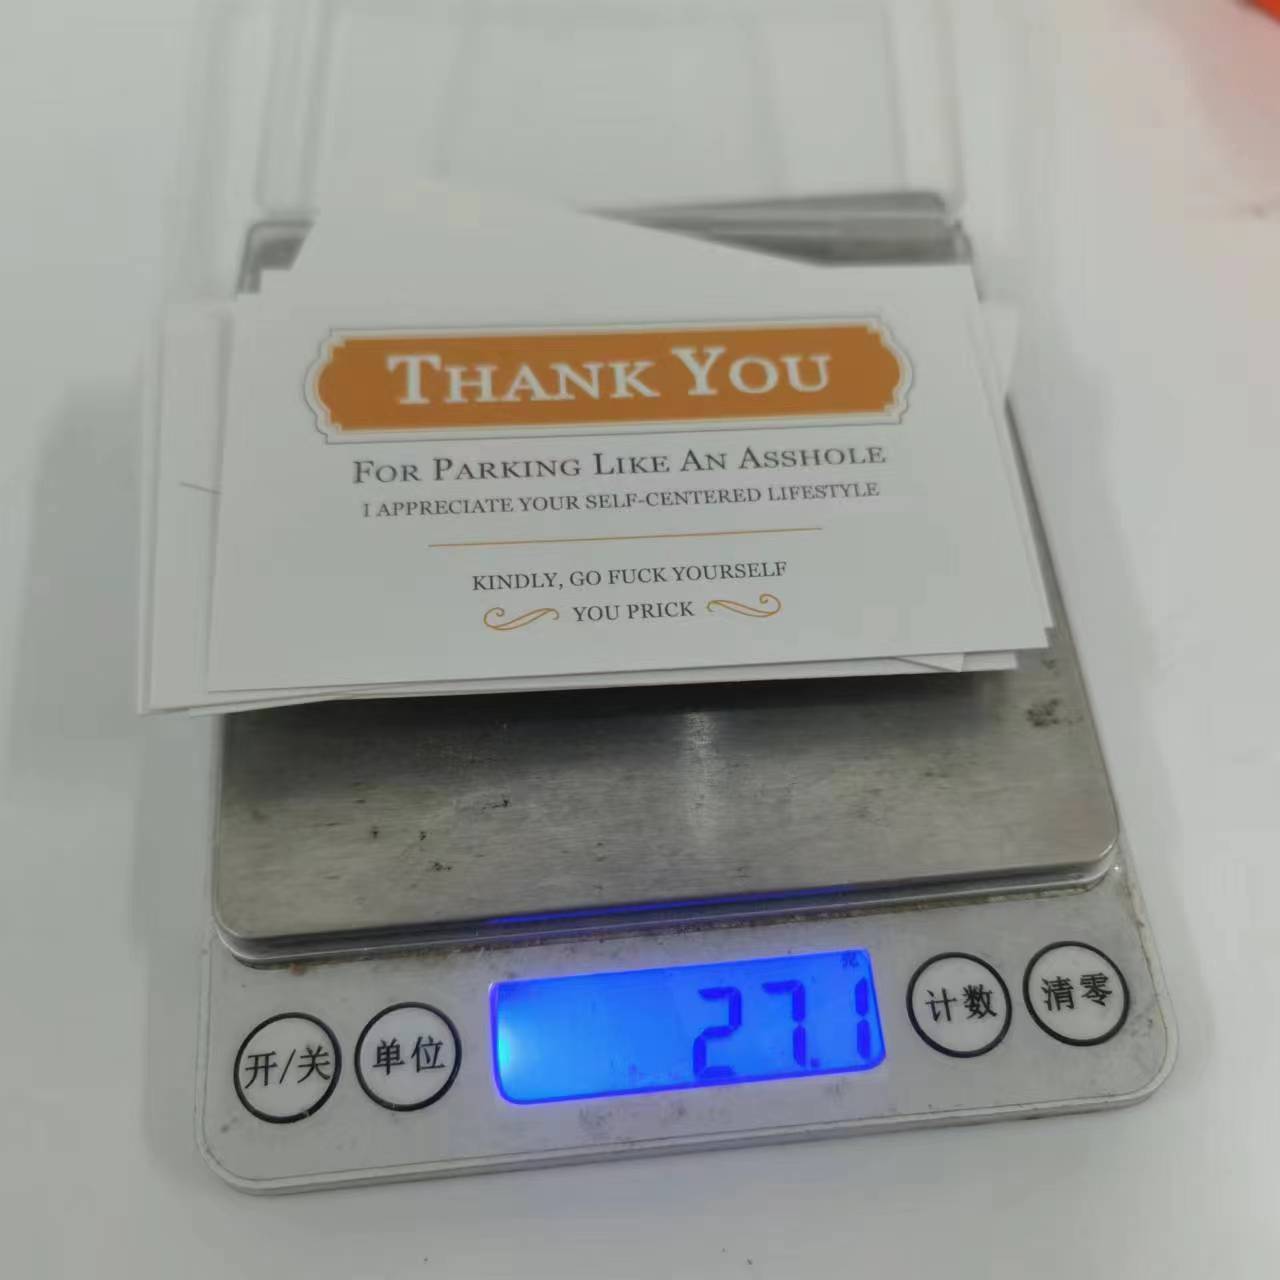 THANK YOU
FOR PARKING LIKE AN ASSHOLE
I APPRECIATE YOUR SELF-CENTERED LIFESTYLE
KINDLY, GO FUCK YOURSELF
YOU PRICK
克
27.1
开/关
单位
计数
清零